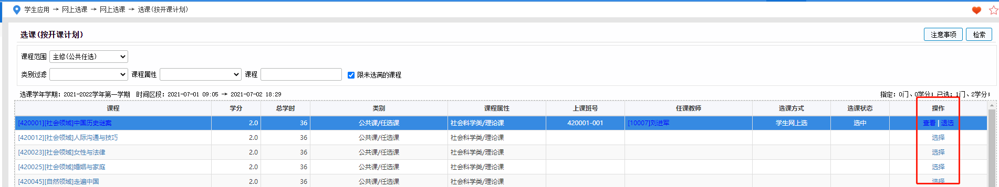 学生应用 → 网上选课 → 网上选课 → 选课(按开课计划)
选课(按开课计划) 注意事项 检索
课程范围 主修(公共任选)
类别过滤 课程属性 课程 限未选满的课程
选课学年学期：2021-2022学年第一学期 时间区段：2021-07-01 09:05 → 2021-07-02 18:29 指定：0门、0学分；已选：1门、2学分；
课程 学分 总学时 类别 课程属性 上课班号 任课教师 选课方式 选课状态 操作
[420001][社会领域]中国历史谜案 2.0 36 公共课/任选课 社会科学类/理论课 420001-001 [10007]刘进军 学生网上选 选中 查看 | 退选
[420012][社会领域]人际沟通与技巧 2.0 36 公共课/任选课 社会科学类/理论课 选择
[420023][社会领域]女性与法律 2.0 36 公共课/任选课 社会科学类/理论课 选择
[420025][社会领域]婚姻与家庭 2.0 36 公共课/任选课 社会科学类/理论课 选择
[420045][自然领域]走遍中国 2.0 36 公共课/任选课 社会科学类/理论课 选择